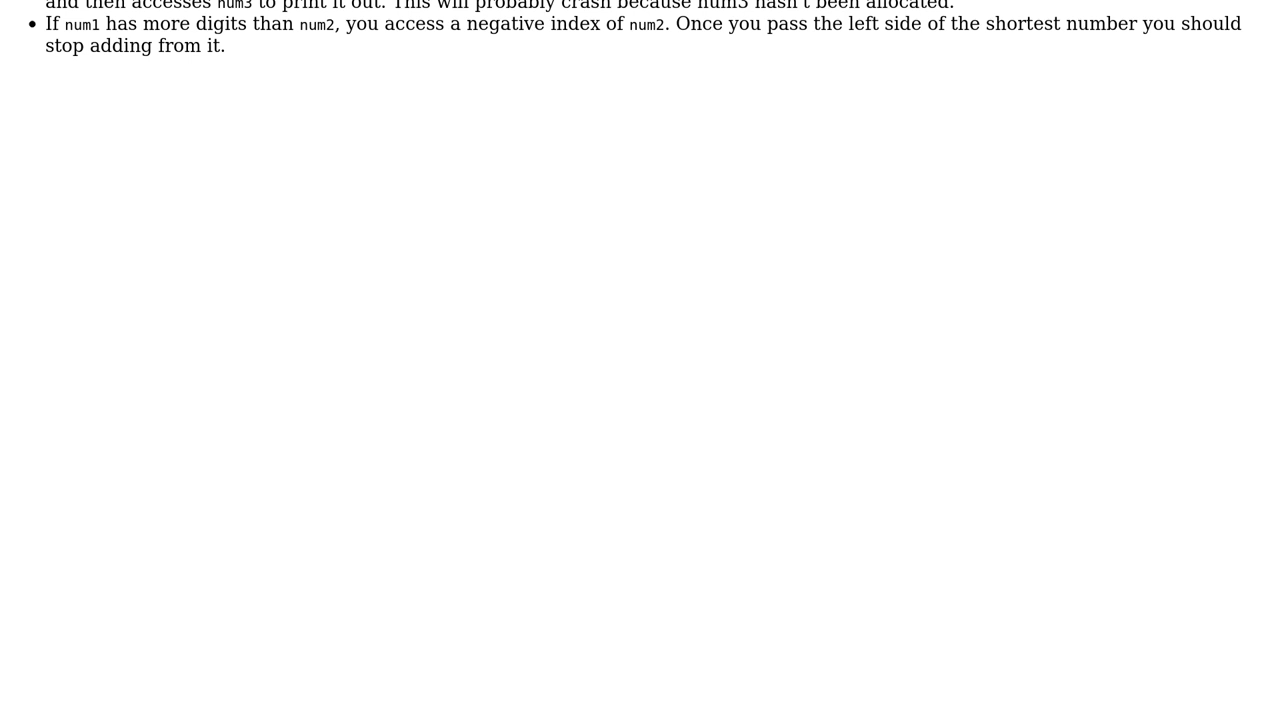 and then accesses num3 to print it out. This will probably crash because num3 hasn't been allocated.
• If num1 has more digits than num2, you access a negative index of num2. Once you pass the left side of the shortest number you should
stop adding from it.